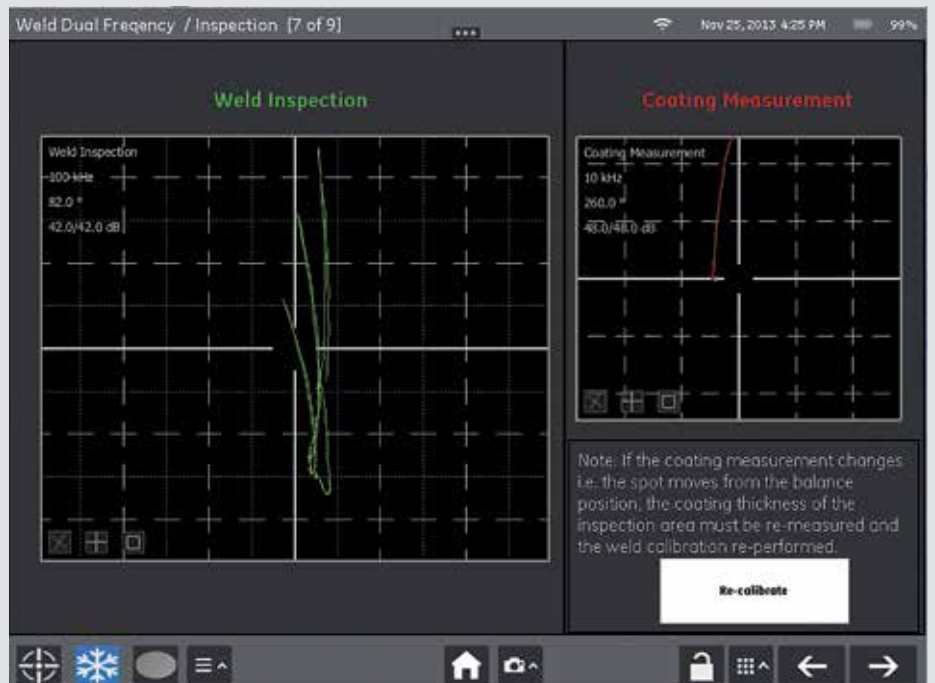 Weld Dual Freqency / Inspection [7 of 9]
Nov 25, 2013 4:25 PM
99%
Weld Inspection
Coating Measurement
Weld Inspection
100 kHz
82.0 °
42.0/42.0 dB
Coating Measurement
10 kHz
260.0 °
48.0/48.0 dB
Note: If the coating measurement changes
i.e. the spot moves from the balance
position, the coating thickness of the
inspection area must be re-measured and
the weld calibration re-performed.
Re-calibrate